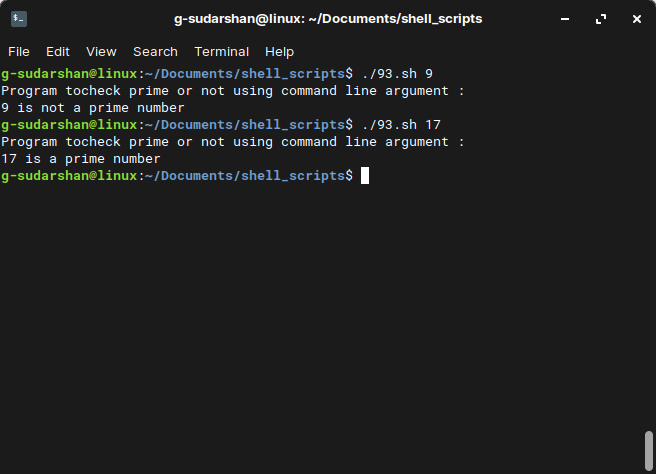 g-sudarshan@linux: ~/Documents/shell_scripts
File Edit View Search Terminal Help
g-sudarshan@linux:~/Documents/shell_scripts$ ./93.sh 9
Program tocheck prime or not using command line argument :
9 is not a prime number
g-sudarshan@linux:~/Documents/shell_scripts$ ./93.sh 17
Program tocheck prime or not using command line argument :
17 is a prime number
g-sudarshan@linux:~/Documents/shell_scripts$